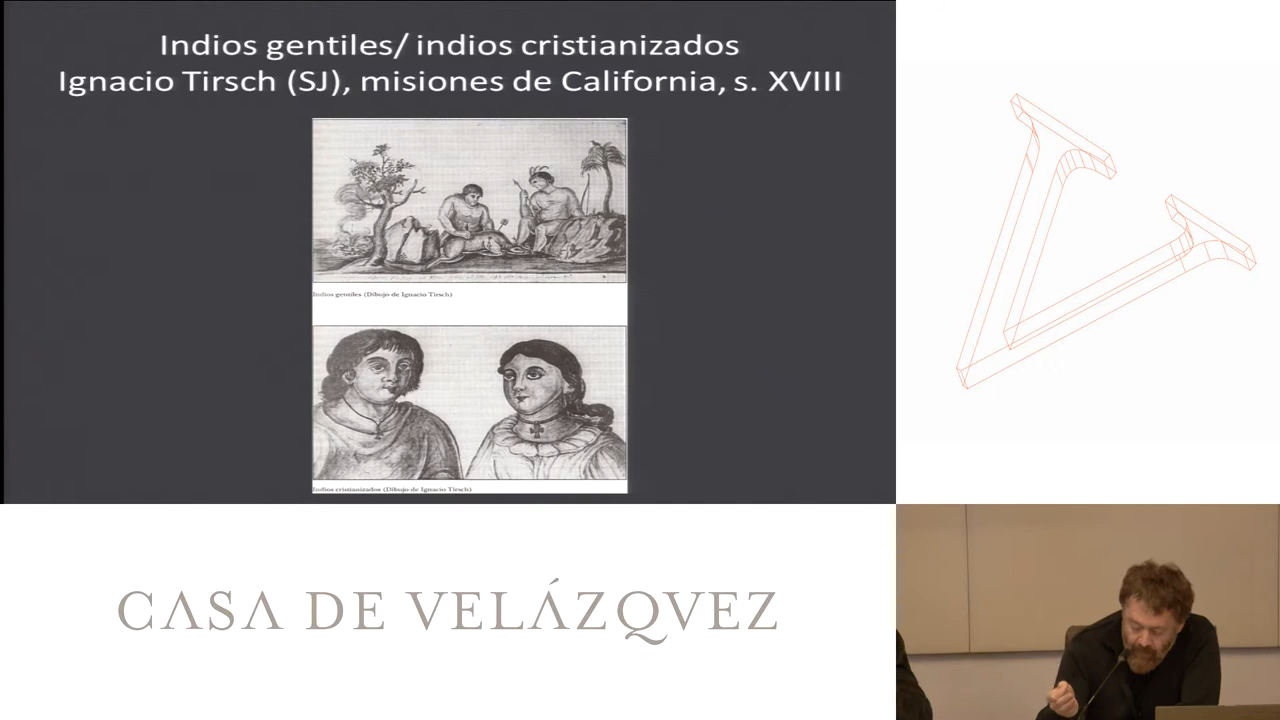 Indios gentiles/ indios cristianizados
Ignacio Tirsch (SJ), misiones de California, s. XVIII
Indios gentiles (Dibujo de Ignacio Tirsch)
Indios cristianizados (Dibujo de Ignacio Tirsch)
CASA DE VELÁZQVEZ